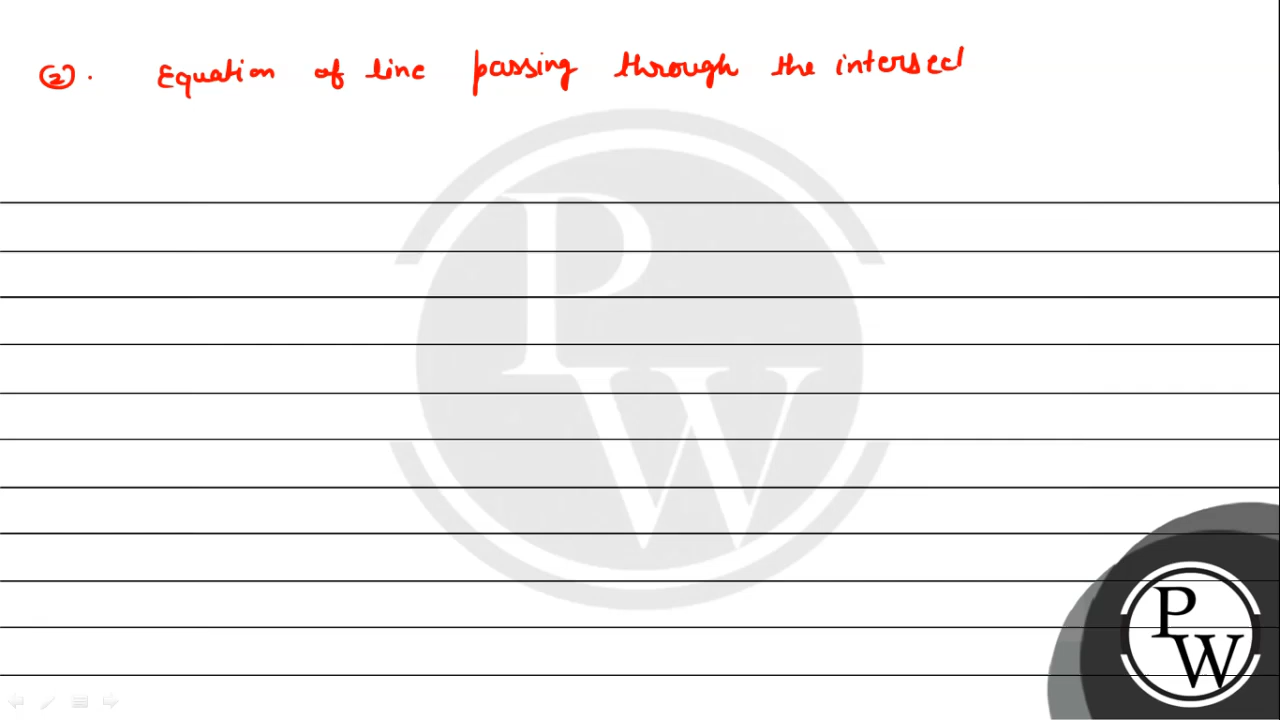 (2). Equation of line passing through the intersect
P
W
P
W